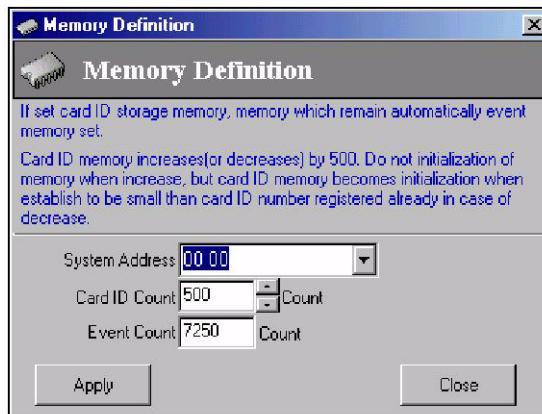 Memory Definition
Memory Definition
If set card ID storage memory, memory which remain automatically event
memory set.
Card ID memory increases(or decreases) by 500. Do not initialization of
memory when increase, but card ID memory becomes initialization when
establish to be small than card ID number registered already in case of
decrease.
System Address 00 00
Card ID Count 500 Count
Event Count 7250 Count
Apply Close